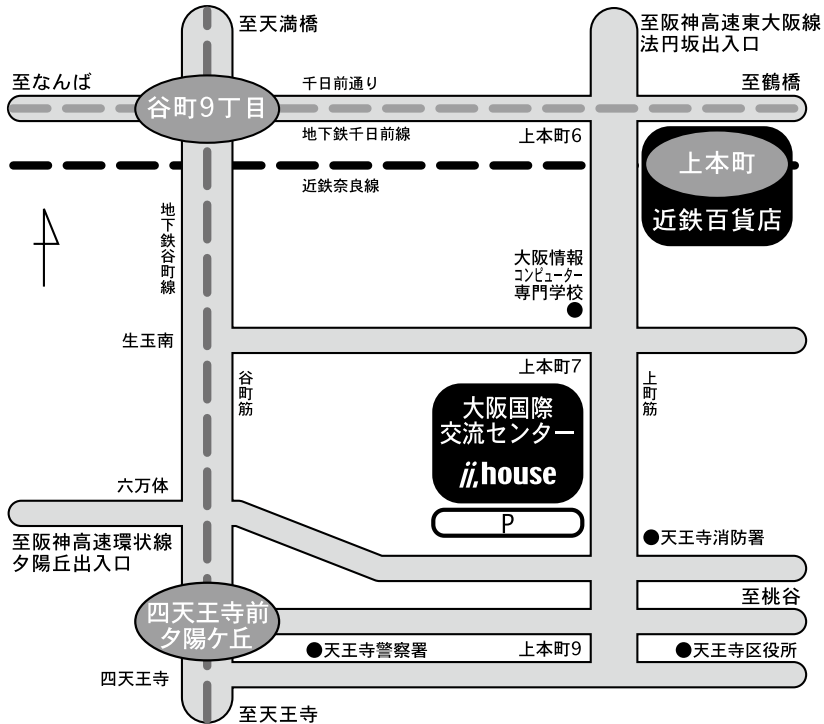 至天満橋
至阪神高速東大阪線
法円坂出入口
至なんば
千日前通り
至鶴橋
谷町9丁目
地下鉄千日前線
上本町6
上本町
近鉄奈良線
近鉄百貨店
地下鉄谷町線
大阪情報
コンピューター
専門学校
生玉南
上本町7
谷町筋
上町筋
大阪国際
交流センター
ii,house
P
六万体
至阪神高速環状線
夕陽丘出入口
天王寺消防署
至桃谷
四天王寺前
夕陽ケ丘
天王寺警察署
上本町9
天王寺区役所
四天王寺
至天王寺